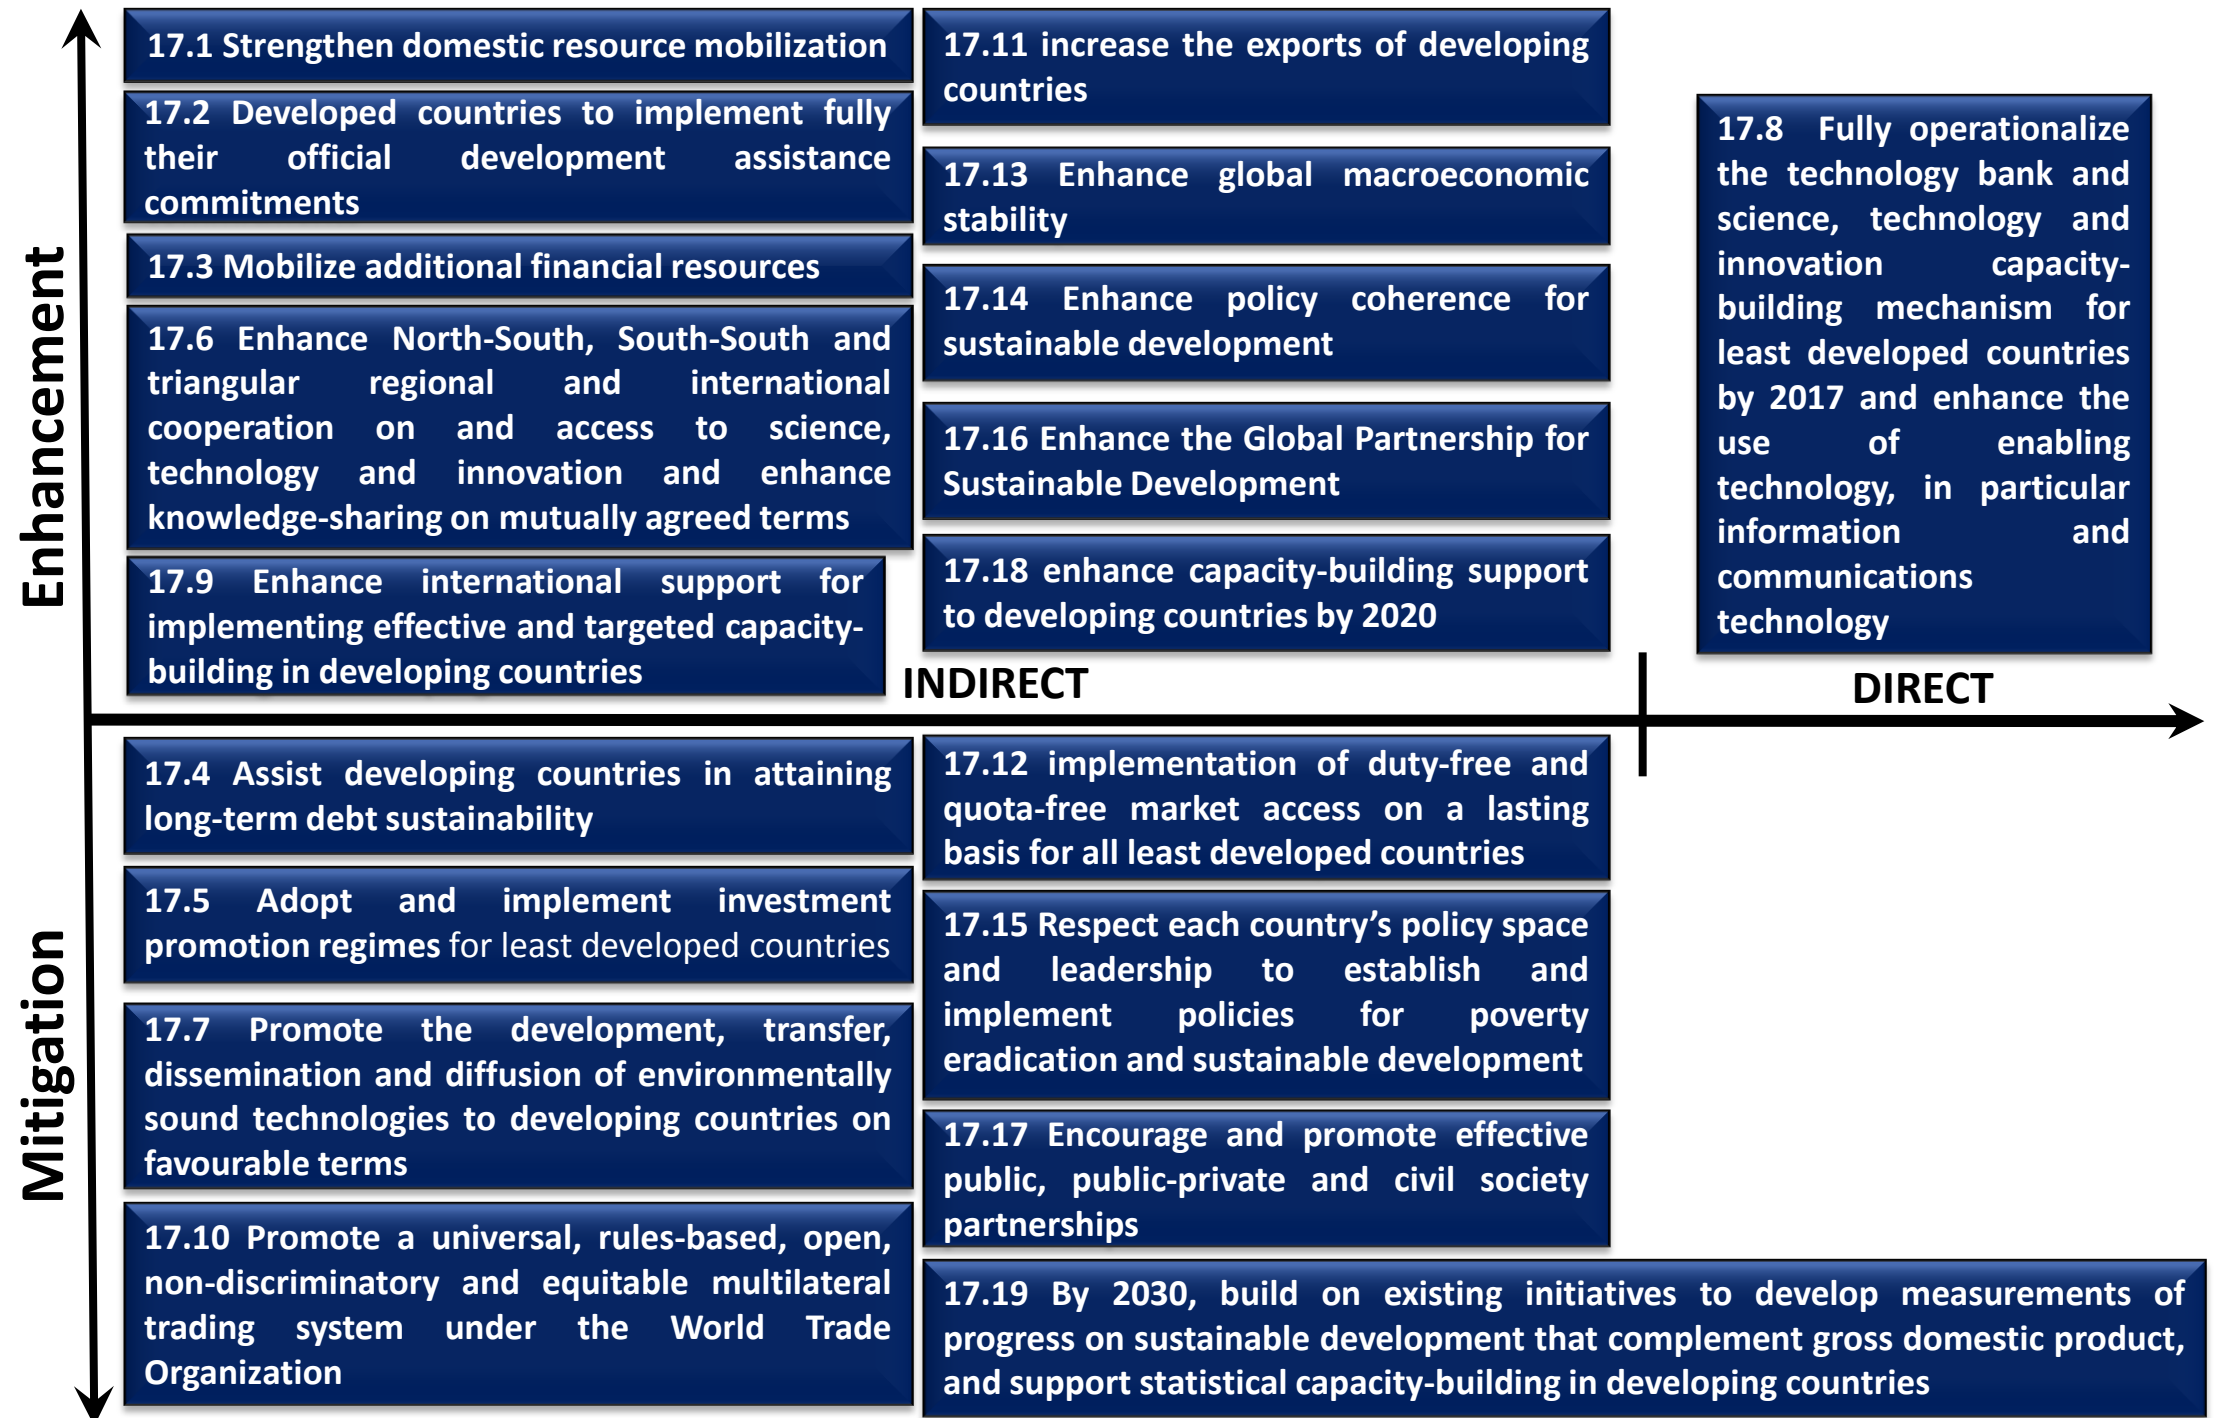 Enhancement
17.1 Strengthen domestic resource mobilization
17.2 Developed countries to implement fully
their official development assistance
commitments
17.3 Mobilize additional financial resources
17.6 Enhance North-South, South-South and
triangular regional and international
cooperation on and access to science,
technology and innovation and enhance
knowledge-sharing on mutually agreed terms
17.9 Enhance international support for
implementing effective and targeted capacity-
building in developing countries
17.11 increase the exports of developing
countries
17.13 Enhance global macroeconomic
stability
17.14 Enhance policy coherence for
sustainable development
17.16 Enhance the Global Partnership for
Sustainable Development
17.18 enhance capacity-building support
to developing countries by 2020
17.8 Fully operationalize
the technology bank and
science, technology and
innovation capacity-
building mechanism for
least developed countries
by 2017 and enhance the
use of enabling
technology, in particular
information and
communications
technology
INDIRECT
DIRECT
Mitigation
17.4 Assist developing countries in attaining
long-term debt sustainability
17.5 Adopt and implement investment
promotion regimes for least developed countries
17.7 Promote the development, transfer,
dissemination and diffusion of environmentally
sound technologies to developing countries on
favourable terms
17.10 Promote a universal, rules-based, open,
non-discriminatory and equitable multilateral
trading system under the World Trade
Organization
17.12 implementation of duty-free and
quota-free market access on a lasting
basis for all least developed countries
17.15 Respect each country’s policy space
and leadership to establish and
implement policies for poverty
eradication and sustainable development
17.17 Encourage and promote effective
public, public-private and civil society
partnerships
17.19 By 2030, build on existing initiatives to develop measurements of
progress on sustainable development that complement gross domestic product,
and support statistical capacity-building in developing countries